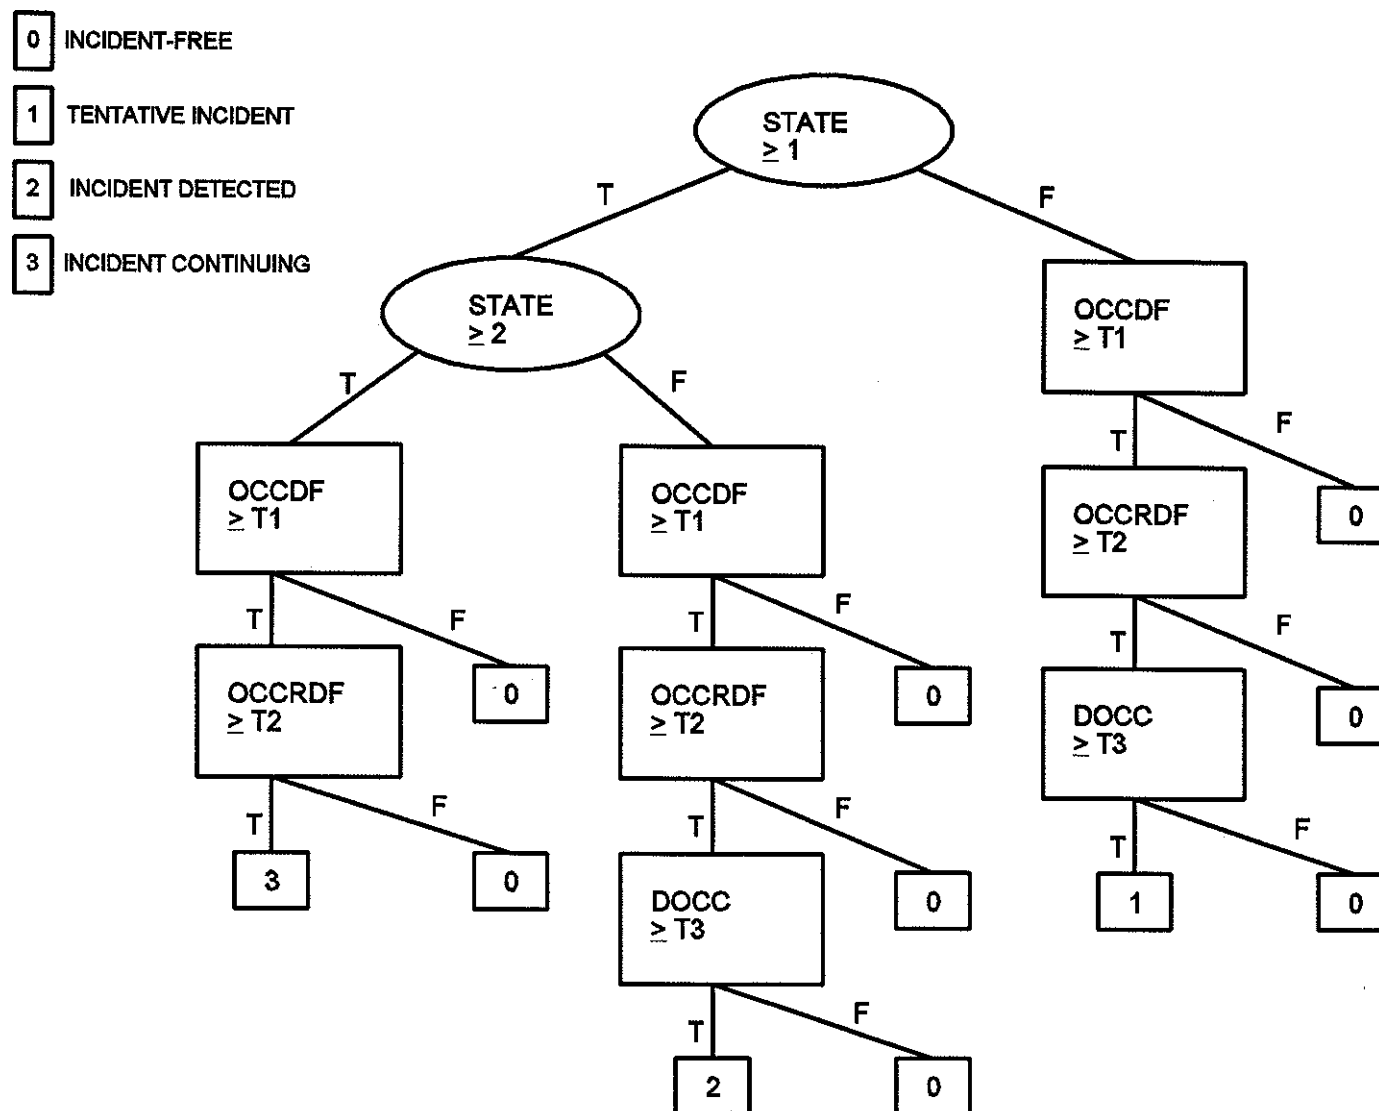 0 INCIDENT-FREE
1 TENTATIVE INCIDENT
2 INCIDENT DETECTED
3 INCIDENT CONTINUING
STATE
≥ 1
T
F
STATE
≥ 2
OCCDF
≥ T1
T
F
T
F
OCCDF
≥ T1
OCCDF
≥ T1
OCCRDF
≥ T2
0
T
F
T
F
T
F
OCCRDF
≥ T2
0
OCCRDF
≥ T2
0
DOCC
≥ T3
0
T
F
T
F
T
F
3
0
DOCC
≥ T3
0
1
0
T
F
2
0